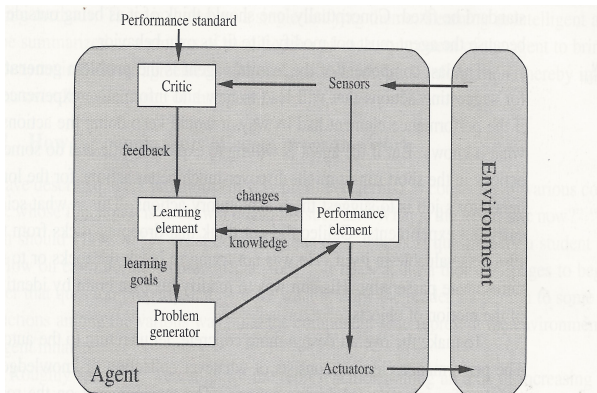 Performance standard
Critic
Sensors
feedback
changes
Learning
element
Performance
element
knowledge
learning
goals
Problem
generator
Agent
Actuators
Environment